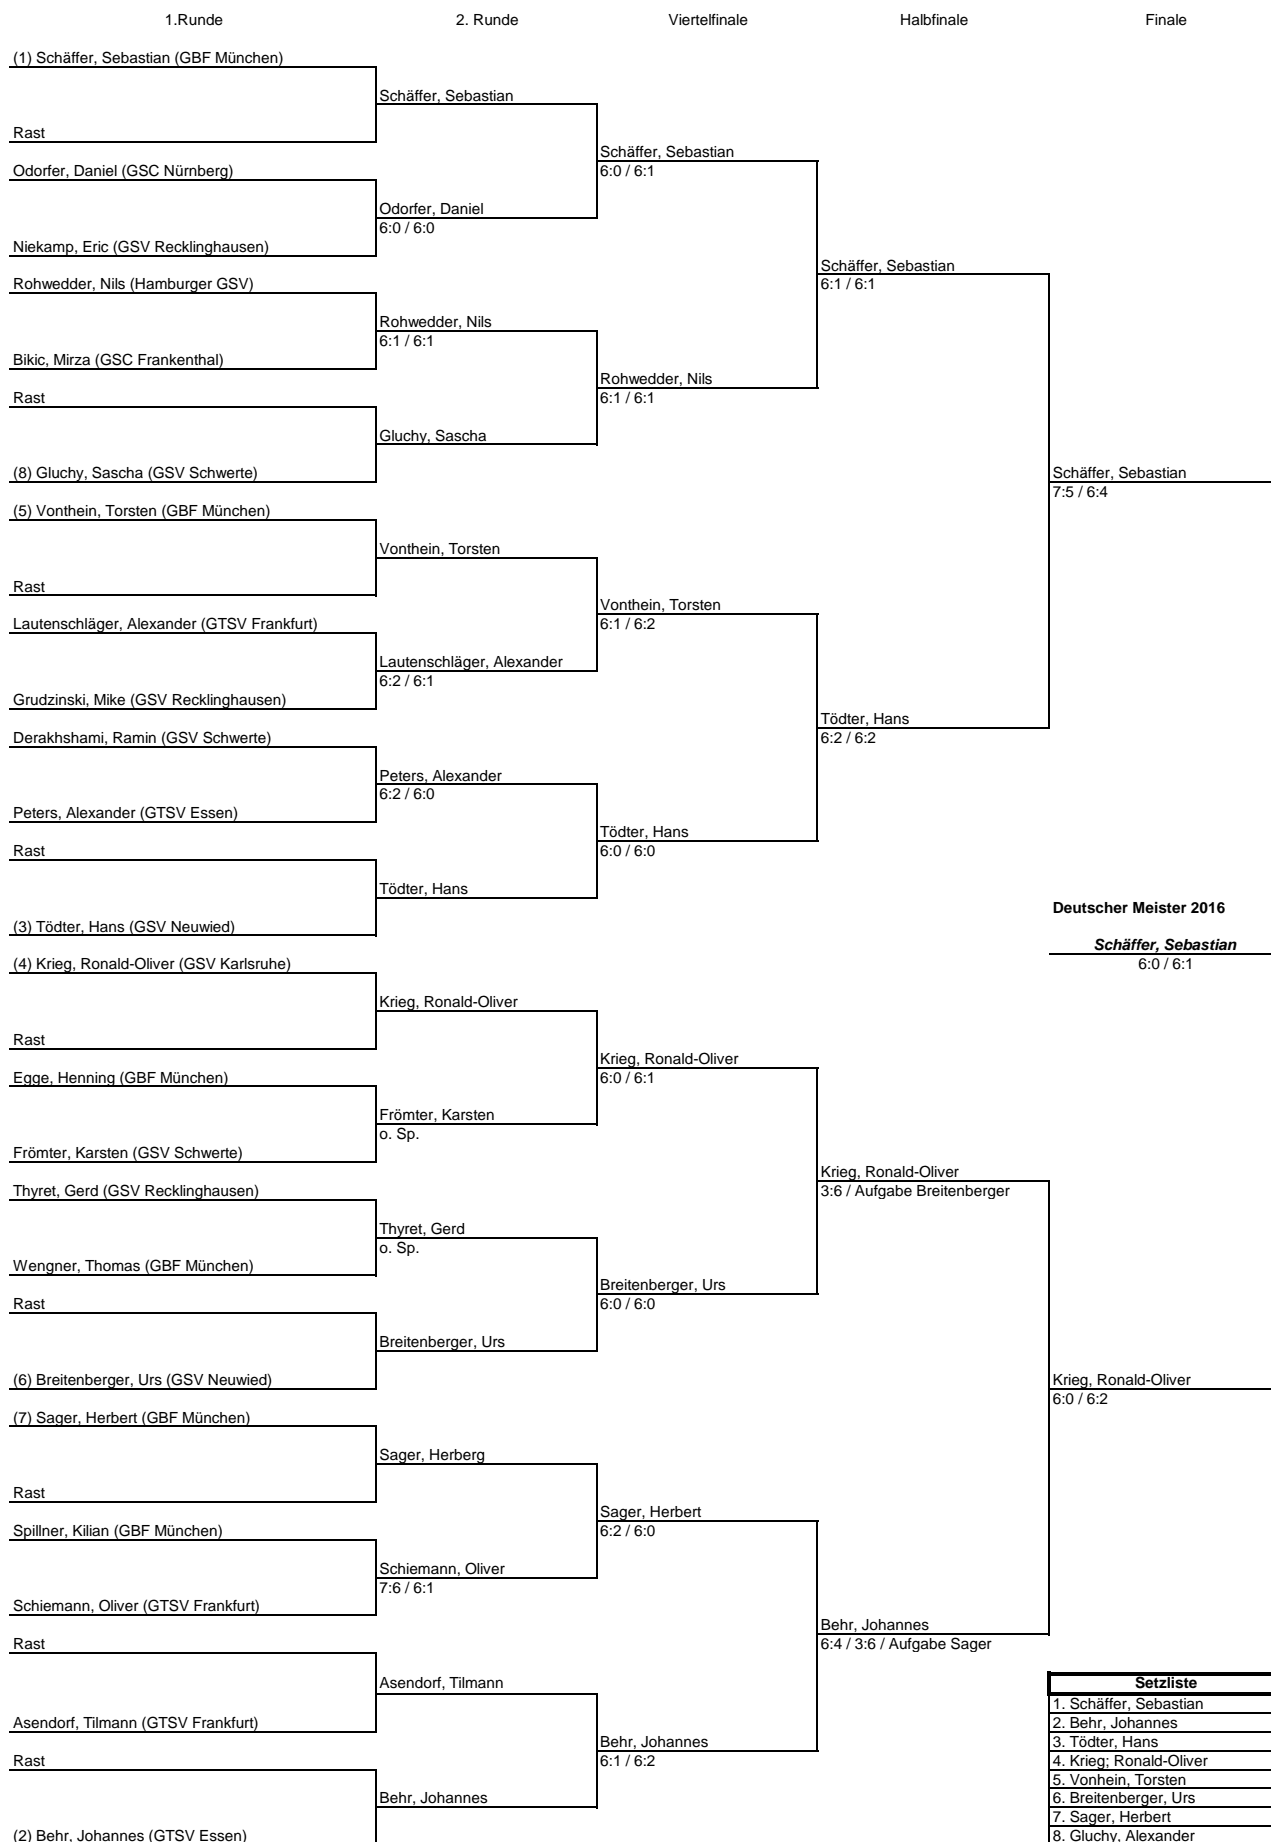 1.Runde 2. Runde Viertelfinale Halbfinale Finale
(1) Schäffer, Sebastian (GBF München)
Schäffer, Sebastian
Rast
Schäffer, Sebastian
6:0 / 6:1
Odorfer, Daniel (GSC Nürnberg)
Odorfer, Daniel
6:0 / 6:0
Niekamp, Eric (GSV Recklinghausen)
Schäffer, Sebastian
6:1 / 6:1
Rohwedder, Nils (Hamburger GSV)
Rohwedder, Nils
6:1 / 6:1
Bikic, Mirza (GSC Frankenthal)
Rohwedder, Nils
6:1 / 6:1
Rast
Gluchy, Sascha
(8) Gluchy, Sascha (GSV Schwerte)
Schäffer, Sebastian
7:5 / 6:4
(5) Vonthein, Torsten (GBF München)
Vonthein, Torsten
Rast
Vonthein, Torsten
6:1 / 6:2
Lautenschläger, Alexander (GTSV Frankfurt)
Lautenschläger, Alexander
6:2 / 6:1
Grudzinski, Mike (GSV Recklinghausen)
Tödter, Hans
6:2 / 6:2
Derakhshami, Ramin (GSV Schwerte)
Peters, Alexander
6:2 / 6:0
Peters, Alexander (GTSV Essen)
Tödter, Hans
6:0 / 6:0
Rast
Tödter, Hans
(3) Tödter, Hans (GSV Neuwied)
Deutscher Meister 2016
Schäffer, Sebastian
6:0 / 6:1
(4) Krieg, Ronald-Oliver (GSV Karlsruhe)
Krieg, Ronald-Oliver
Rast
Krieg, Ronald-Oliver
6:0 / 6:1
Egge, Henning (GBF München)
Frömter, Karsten
o. Sp.
Frömter, Karsten (GSV Schwerte)
Krieg, Ronald-Oliver
3:6 / Aufgabe Breitenberger
Thyret, Gerd (GSV Recklinghausen)
Thyret, Gerd
o. Sp.
Wengner, Thomas (GBF München)
Breitenberger, Urs
6:0 / 6:0
Rast
Breitenberger, Urs
(6) Breitenberger, Urs (GSV Neuwied)
Krieg, Ronald-Oliver
6:0 / 6:2
(7) Sager, Herbert (GBF München)
Sager, Herberg
Rast
Sager, Herbert
6:2 / 6:0
Spillner, Kilian (GBF München)
Schiemann, Oliver
7:6 / 6:1
Schiemann, Oliver (GTSV Frankfurt)
Behr, Johannes
6:4 / 3:6 / Aufgabe Sager
Rast
Asendorf, Tilmann
Asendorf, Tilmann (GTSV Frankfurt)
Behr, Johannes
6:1 / 6:2
Rast
Behr, Johannes
(2) Behr, Johannes (GTSV Essen)
Setzliste
1. Schäffer, Sebastian
2. Behr, Johannes
3. Tödter, Hans
4. Krieg; Ronald-Oliver
5. Vonhein, Torsten
6. Breitenberger, Urs
7. Sager, Herbert
8. Gluchy, Alexander